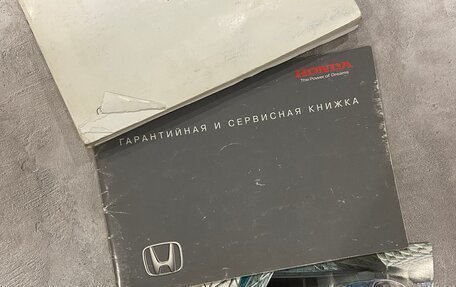 HONDA
The Power of Dreams
ГАРАНТИЙНАЯ И СЕРВИСНАЯ КНИЖКА